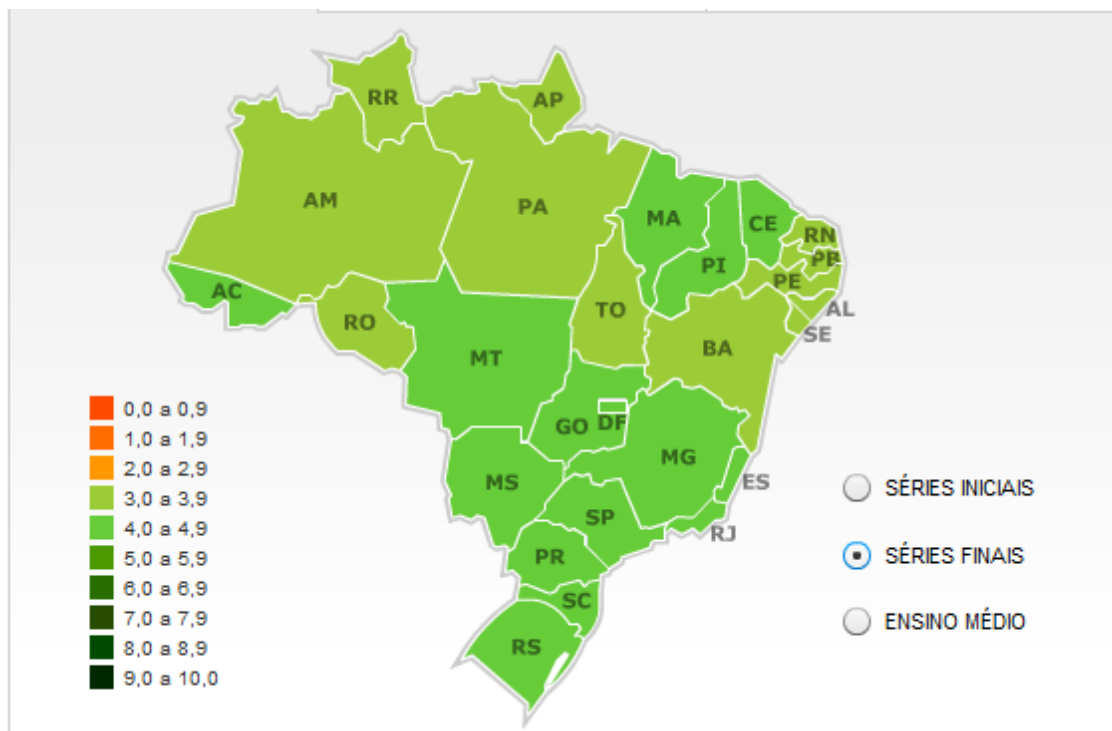 RR
AP
AM
PA
MA
CE
RN
PB
PI
PE
AC
AL
TO
SE
RO
BA
MT
GO
DF
MG
MS
ES
SP
RJ
PR
SC
RS
0,0 a 0,9
1,0 a 1,9
2,0 a 2,9
3,0 a 3,9
4,0 a 4,9
5,0 a 5,9
6,0 a 6,9
7,0 a 7,9
8,0 a 8,9
9,0 a 10,0
SÉRIES INICIAIS
SÉRIES FINAIS
ENSINO MÉDIO